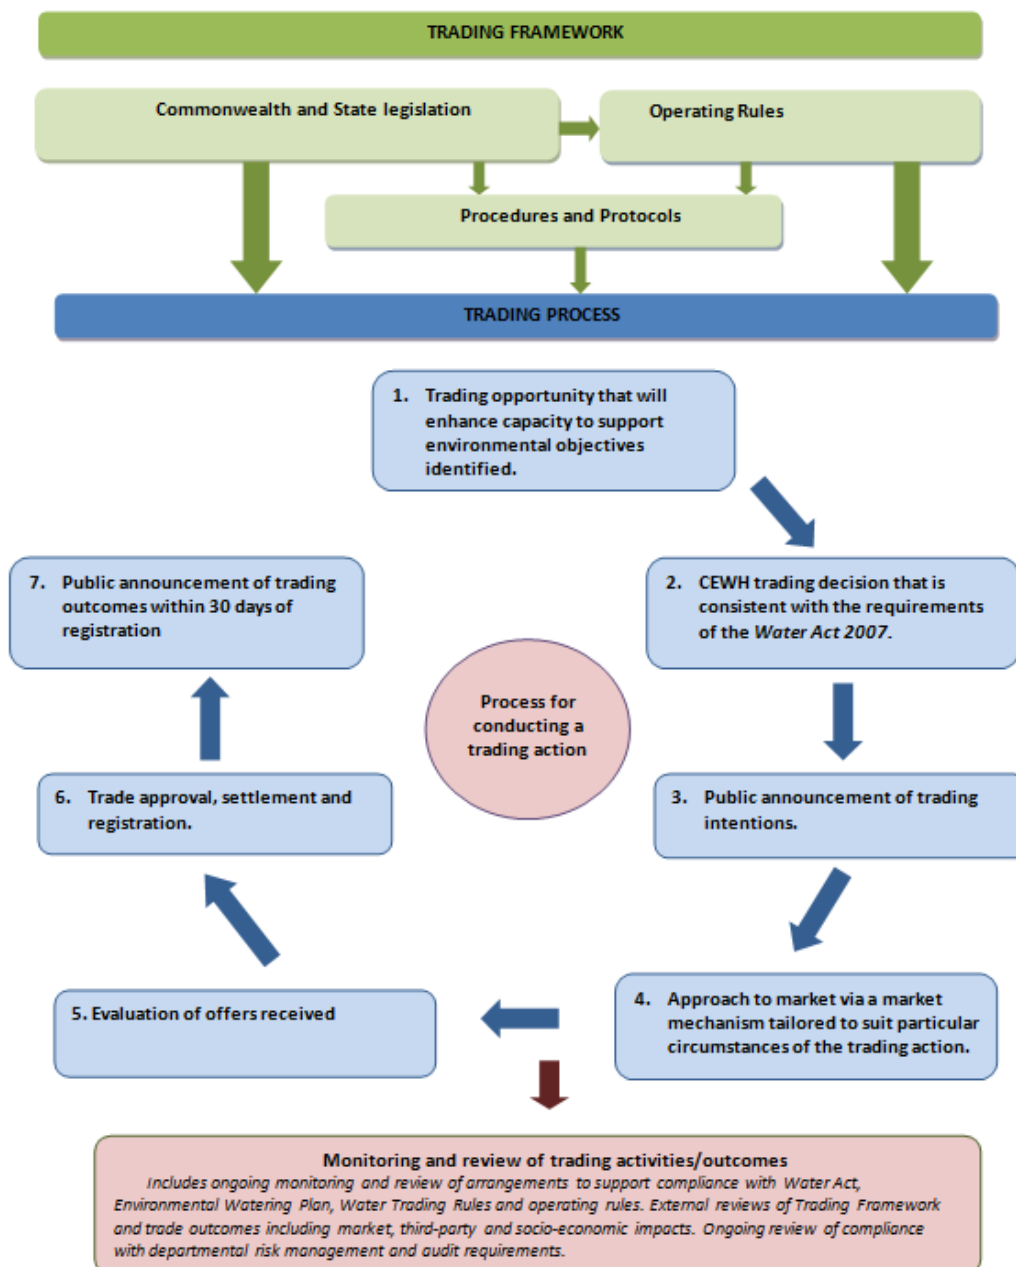 TRADING FRAMEWORK
Commonwealth and State legislation
Operating Rules
Procedures and Protocols
TRADING PROCESS
1. Trading opportunity that will
enhance capacity to support
environmental objectives
identified.
2. CEWH trading decision that is
consistent with the requirements
of the Water Act 2007.
3. Public announcement of trading
intentions.
4. Approach to market via a market
mechanism tailored to suit particular
circumstances of the trading action.
5. Evaluation of offers received
6. Trade approval, settlement and
registration.
7. Public announcement of trading
outcomes within 30 days of
registration
Process for
conducting a
trading action
Monitoring and review of trading activities/outcomes
Includes ongoing monitoring and review of arrangements to support compliance with Water Act,
Environmental Watering Plan, Water Trading Rules and operating rules. External reviews of Trading Framework
and trade outcomes including market, third-party and socio-economic impacts. Ongoing review of compliance
with departmental risk management and audit requirements.